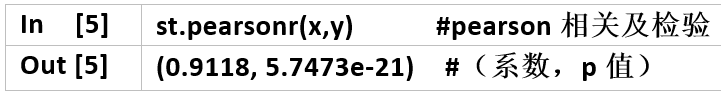 In [5] st.pearsonr(x,y) #pearson 相关及检验
Out [5] (0.9118, 5.7473e-21) #（系数，p 值）